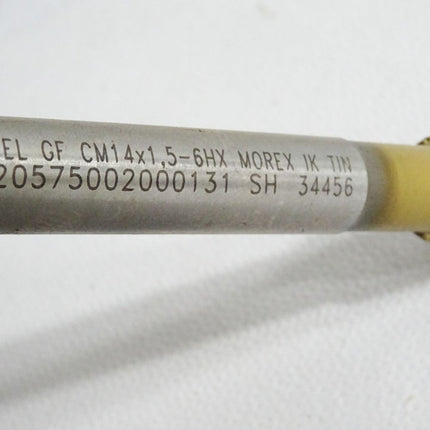 EL GF CM14x1,5-6HX MOREX IK TIN
20575002000131 SH 34456